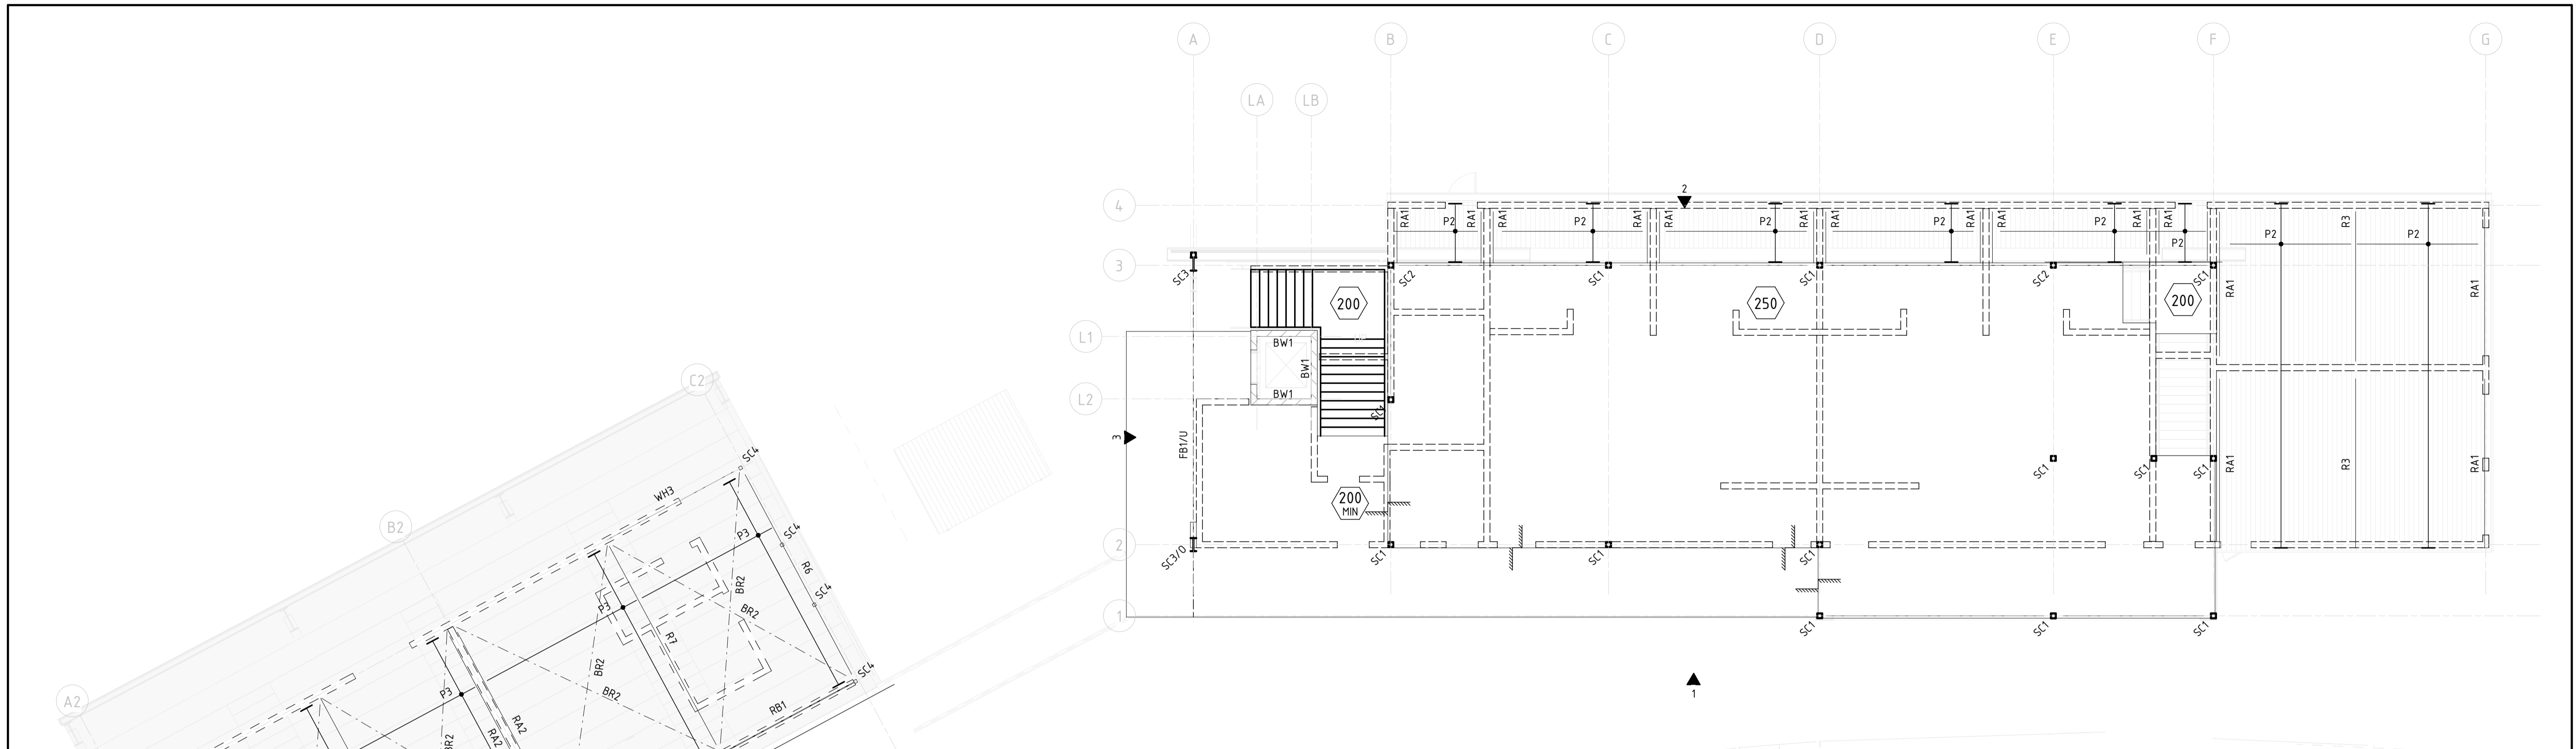 A
B
C
D
E
F
G
LA
LB
4
3
L1
L2
2
1
2
RA1
P2
RA1
RA1
P2
RA1
RA1
P2
RA1
RA1
P2
RA1
RA1
P2
RA1
RA1
P2
P2
R3
P2
SC3
SC2
SC1
SC1
SC2
SC1
200
250
200
RA1
RA1
BW1
BW1
BW1
FB1/U
3
200
MIN
SC1
SC1
SC1
RA1
R3
RA1
SC3/0
SC1
SC1
SC1
SC1
SC1
SC1
1
C2
B2
A2
SC4
WH3
P3
SC4
R6
SC4
BR2
BR2
P3
R7
BR2
BR2
SC4
P3
RA2
RA2
BR2
RB1